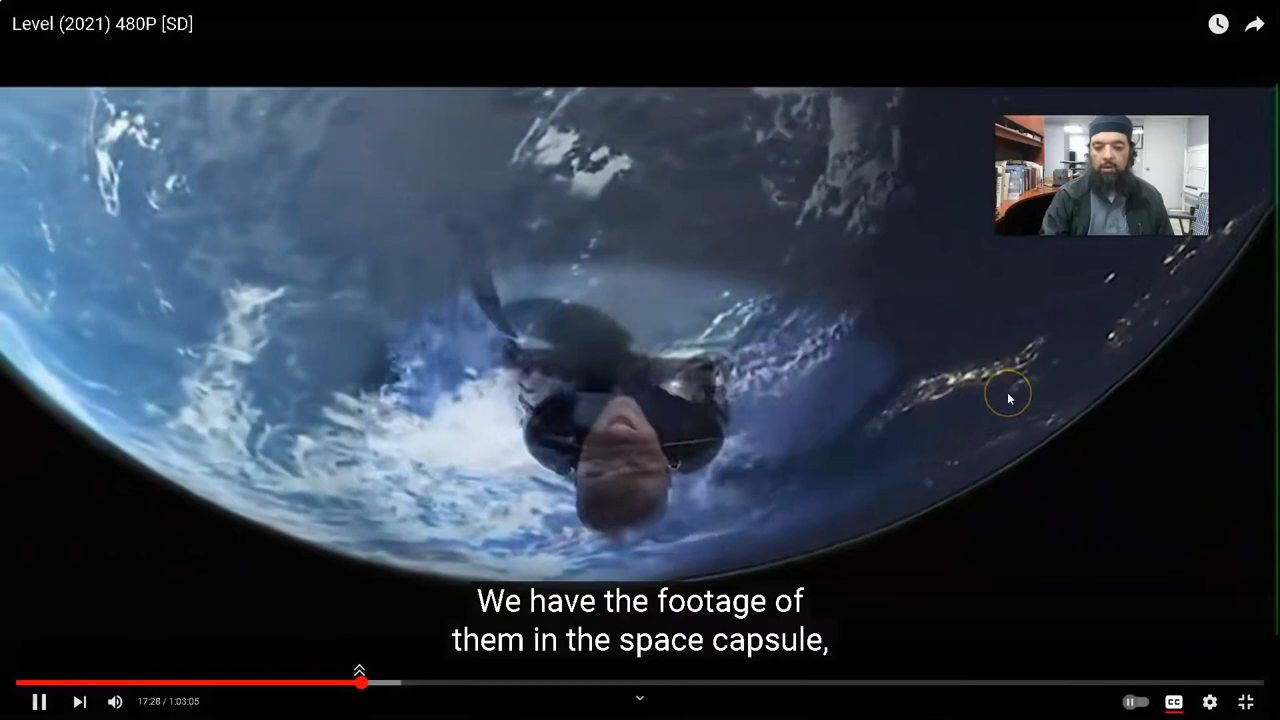 Level (2021) 480P [SD]
We have the footage of
them in the space capsule,
17:28 / 1:03:05
CC